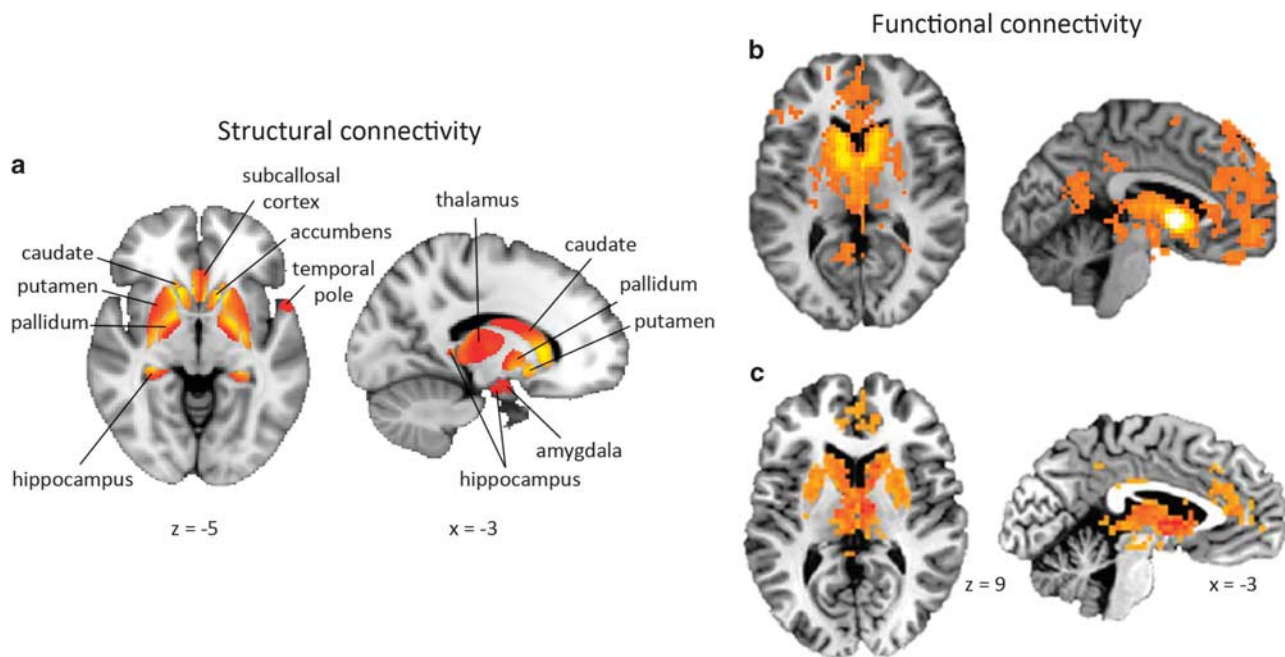 Functional connectivity
b
Structural connectivity
a
subcallosal
cortex
thalamus
caudate
accumbens
caudate
putamen
temporal
pole
pallidum
pallidum
putamen
hippocampus
amygdala
hippocampus
z = -5
x = -3
c
z = 9
x = -3